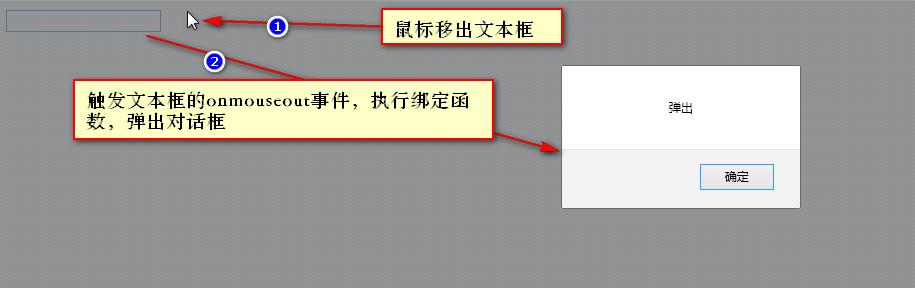 1
鼠标移出文本框
2
触发文本框的onmouseout事件，执行绑定函
数，弹出对话框
弹出
确定